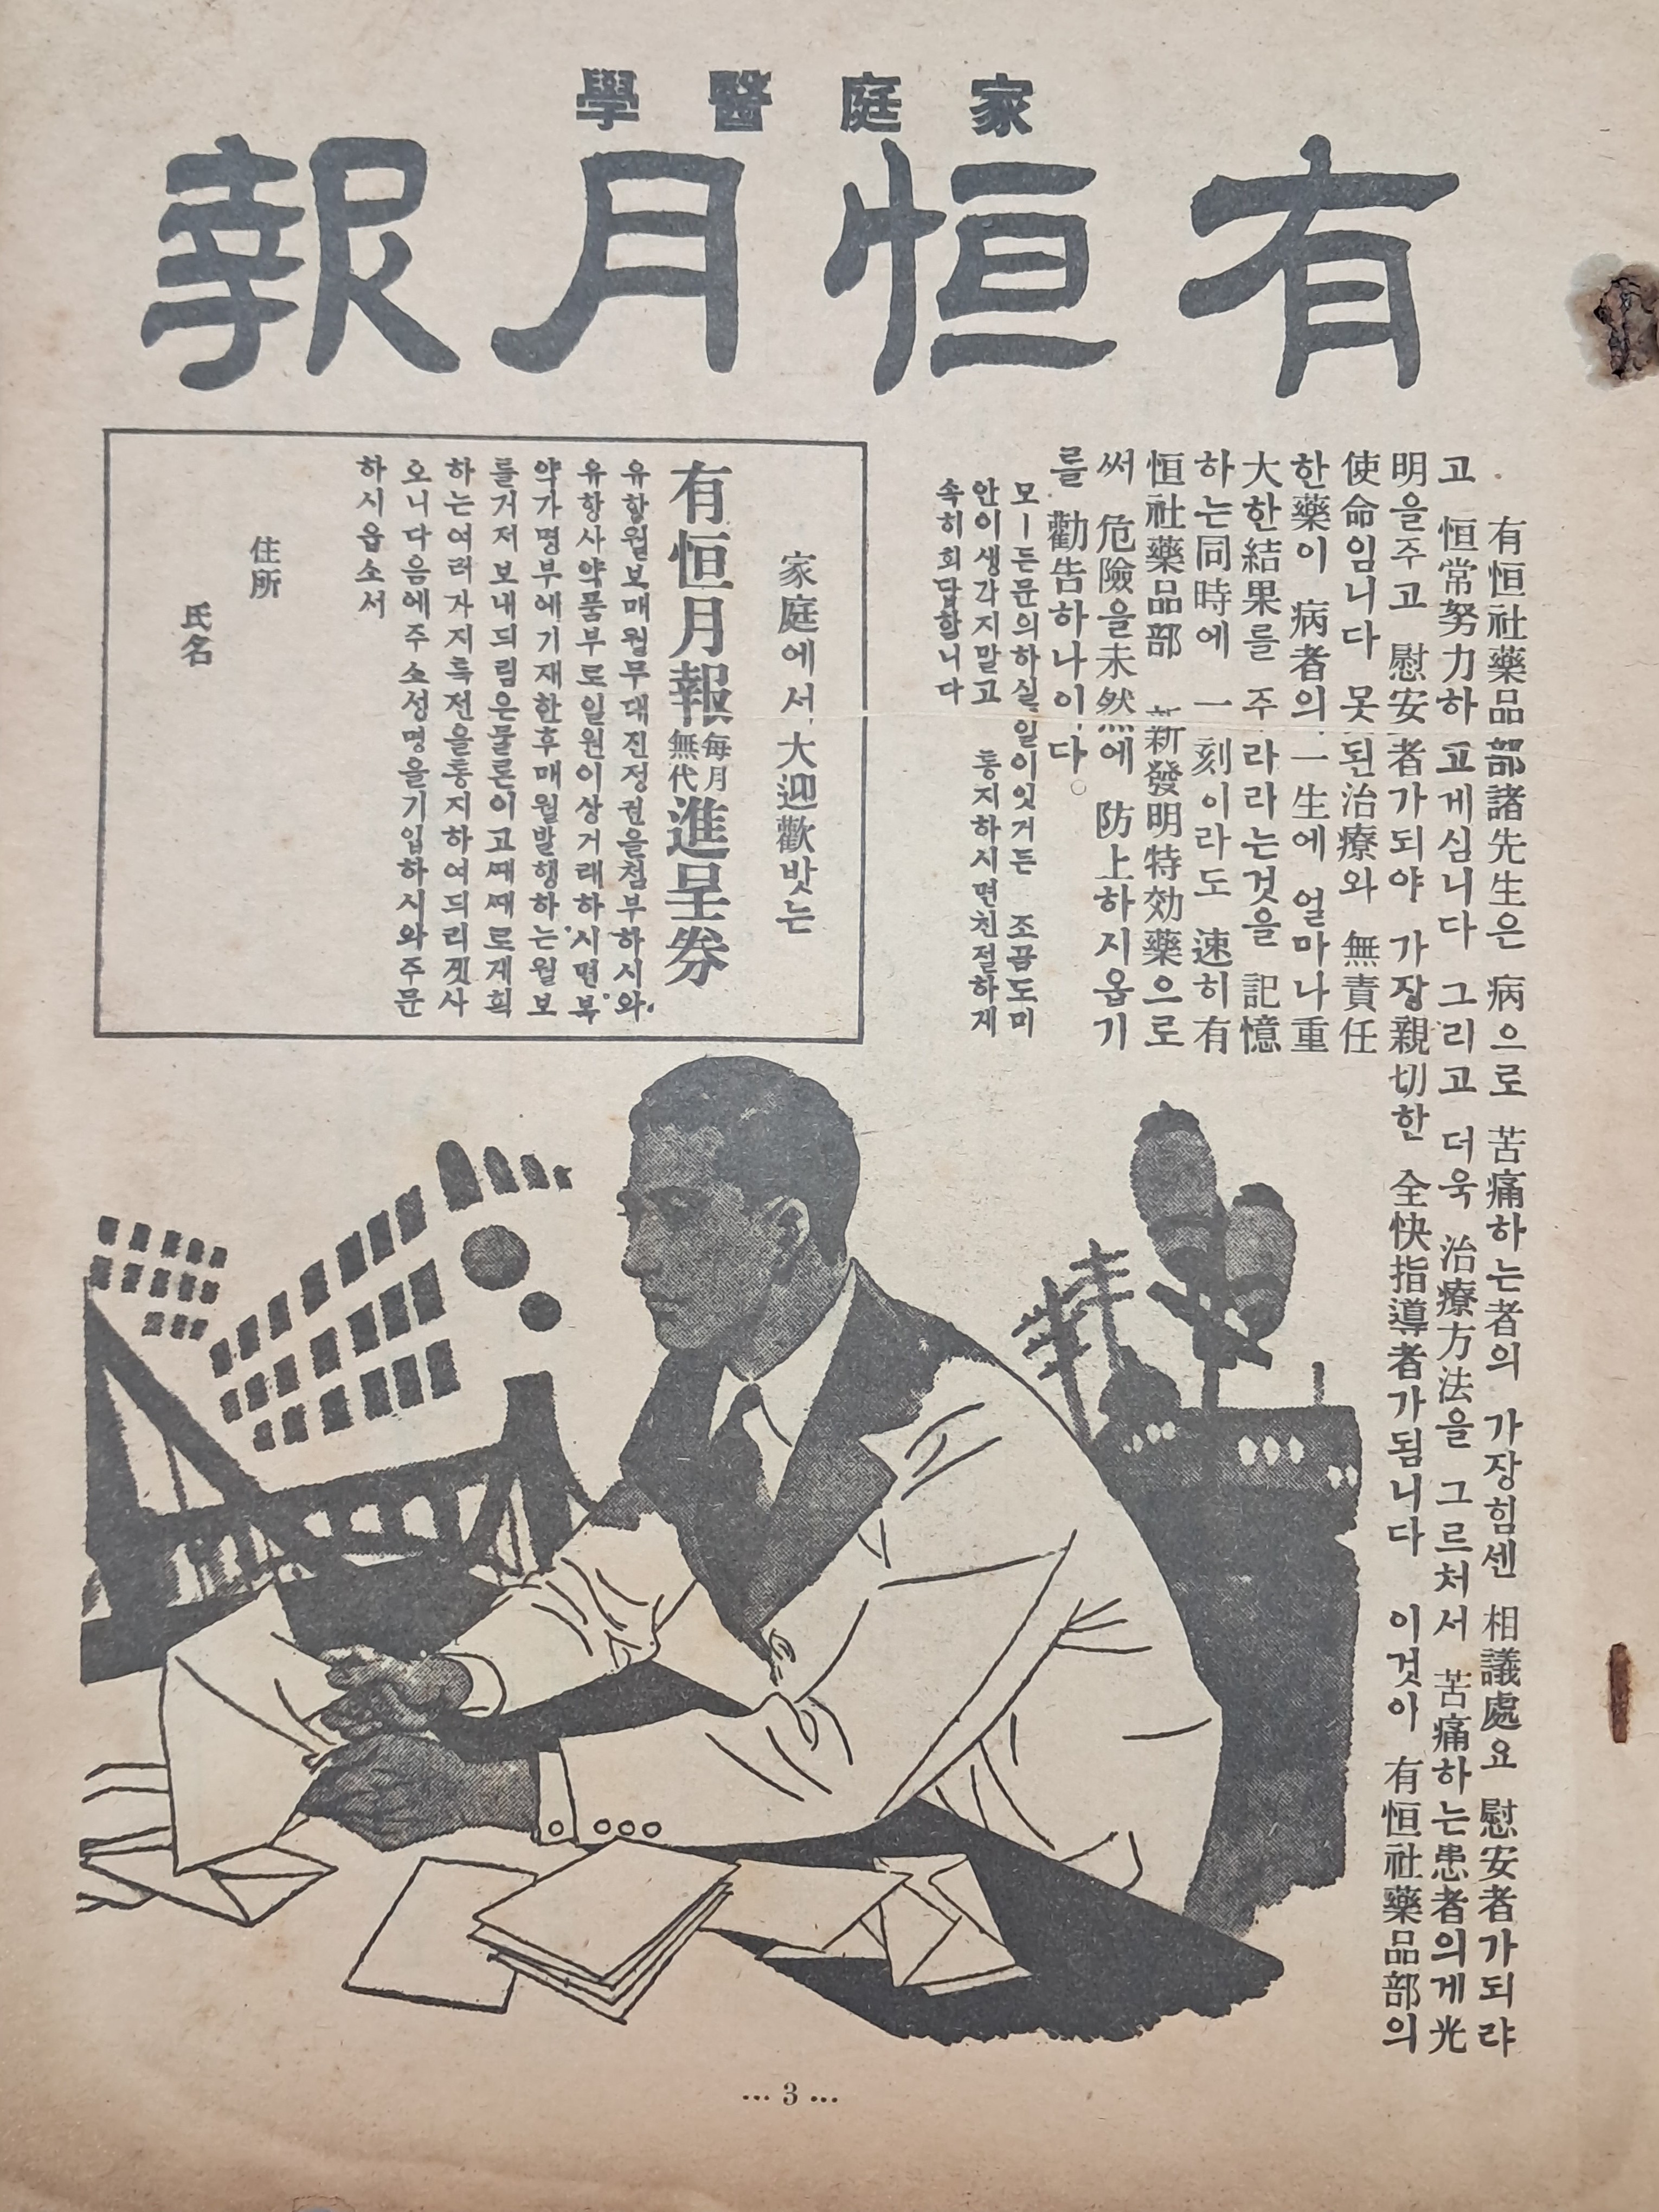 家庭醫學
有恒月報
有恒社藥品部諸先生은 病으로 苦痛하는者의 가장힘센 相議處요 慰安者가되랴
고 恒常努力하고게심니다 그리고 더욱 治療方法을 그르처서 苦痛하는患者의게光
明을주고 慰安者가되야 가장親切한 全快指導者가됨니다 이것이 有恒社藥品部의
使命임니다 못된治療와 無責任
한藥이 病者의 一生에 얼마나重
大한結果를 주라라는것을 記憶
하는同時에 一刻이라도 速히有
恒社藥品部 新發明特効藥으로
써 危險을未然에 防止하지옵기
를 勸告하나이다。
모ー든문의하실일이잇거든 조곰도미
안이생각지말고 통지하시면친절하게
속히회답합니다
家庭에서 大迎歡밧는
有恒月報 每月無代 進呈券
유항월보매월무대진정권을첨부하시와
유항사약품부로일원이상거래하시면복
약가명부에기재한후매월발행하는월보
를거저보내듸림은물론이고때때로게획
하는여러가지특전을통지하여듸리겟사
오니다음에주소성명을기입하시와주문
하시옵소서
住所
氏名
... 3 ...